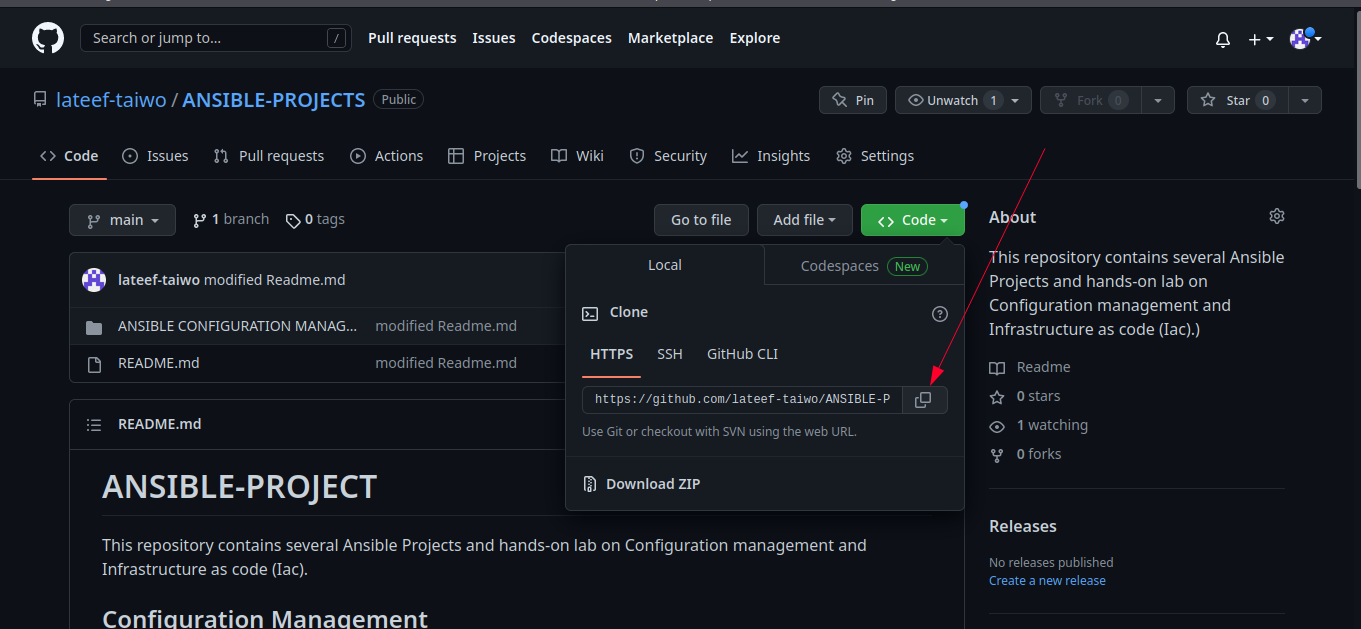 Search or jump to... /
Pull requests Issues Codespaces Marketplace Explore
lateef-taiwo / ANSIBLE-PROJECTS Public
Pin Unwatch 1 Fork 0 Star 0
Code Issues Pull requests Actions Projects Wiki Security Insights Settings
main 1 branch 0 tags
Go to file Add file Code
lateef-taiwo modified Readme.md
ANSIBLE CONFIGURATION MANAG... modified Readme.md
README.md modified Readme.md
Local Codespaces New
Clone
HTTPS SSH GitHub CLI
https://github.com/lateef-taiwo/ANSIBLE-P
Use Git or checkout with SVN using the web URL.
Download ZIP
README.md
ANSIBLE-PROJECT
This repository contains several Ansible Projects and hands-on lab on Configuration management and
Infrastructure as code (Iac).
Configuration Management
About
This repository contains several Ansible
Projects and hands-on lab on
Configuration management and
Infrastructure as code (Iac).)
Readme
0 stars
1 watching
0 forks
Releases
No releases published
Create a new release